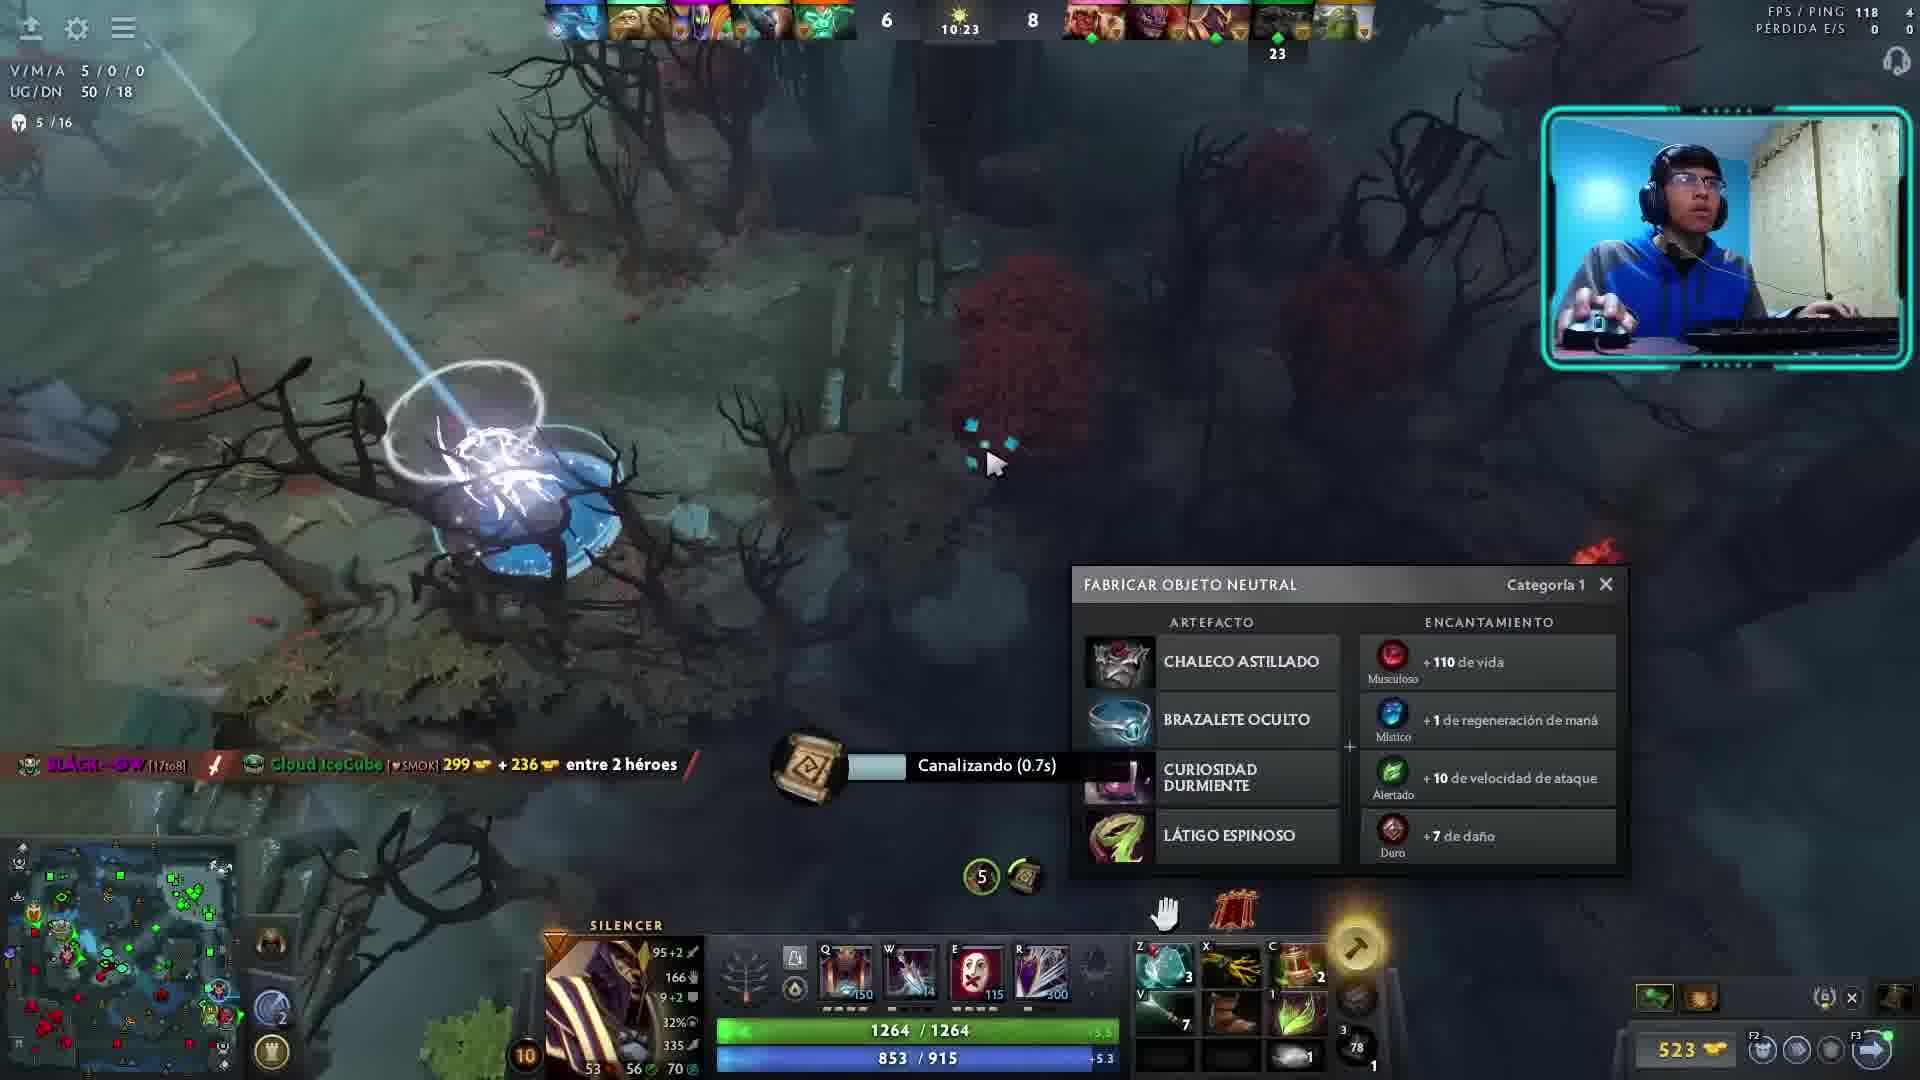 6
10:23
8
23
FPS / PING 118 4
PÉRDIDA E/S 0 0
V/M/A 5 / 0 / 0
UG/DN 50 / 18
5 / 16
FABRICAR OBJETO NEUTRAL Categoría 1
ARTEFACTO ENCANTAMIENTO
CHALECO ASTILLADO
+ 110 de vida
Musculoso
BRAZALETE OCULTO
+ 1 de regeneración de maná
Místico
CURIOSIDAD DURMIENTE
+ 10 de velocidad de ataque
Alertado
LÁTIGO ESPINOSO
+ 7 de daño
Duro
+
[17to8] Cloud IceCube [♥SMOK] 299 + 236 entre 2 héroes
Canalizando (0.7s)
5
SILENCER
95+2
166
9+2
32%
335
53 56 70
10
Q W E R
150 14 115 300
1264 / 1264 +5.5
853 / 915 +5.3
Z X C
3 2
V
7
1
3
78
1
2
523
F2 F3